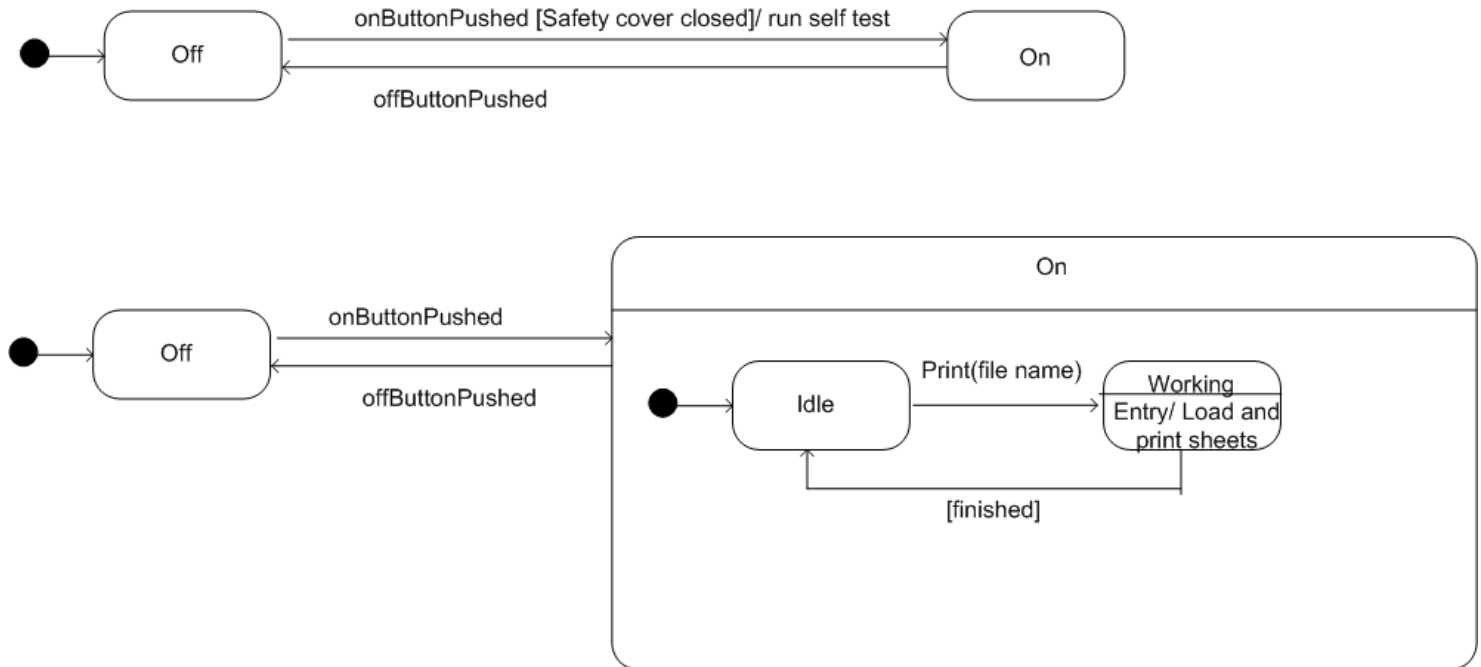 onButtonPushed [Safety cover closed]/ run self test
Off
On
offButtonPushed
On
onButtonPushed
Off
offButtonPushed
Print(file name)
Idle
Working
Entry/ Load and
print sheets
[finished]